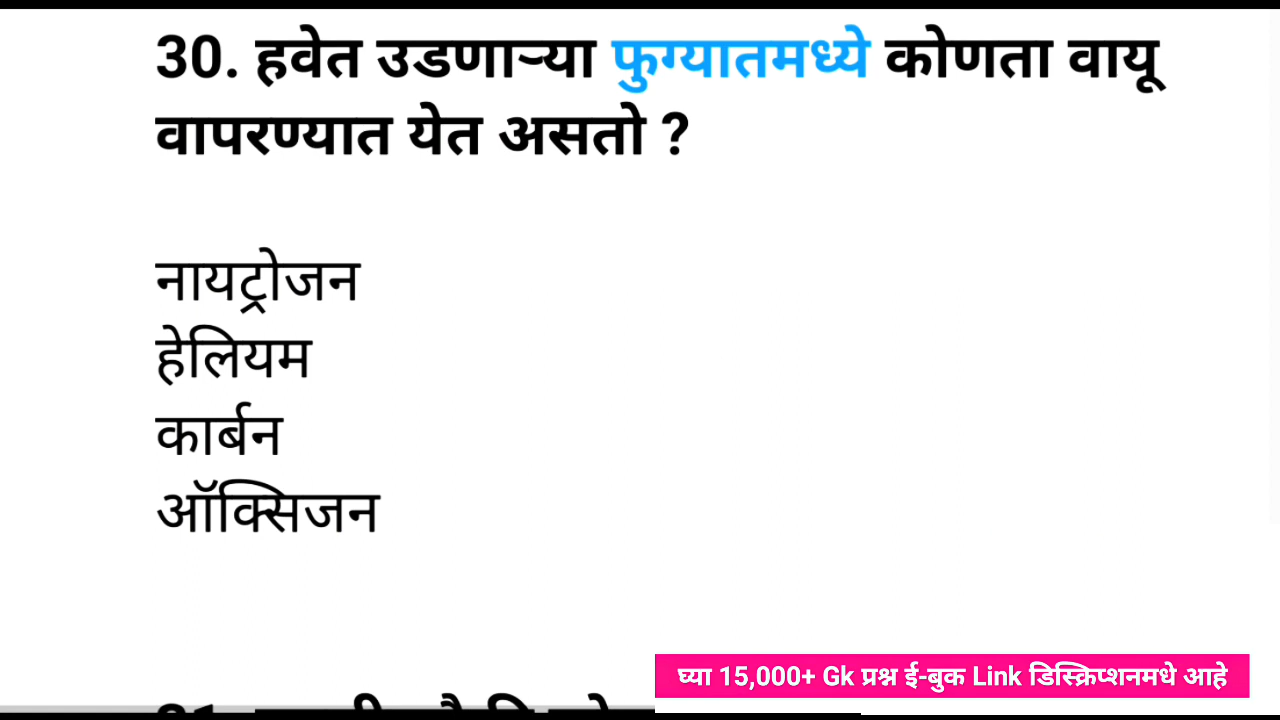 30. हवेत उडणाऱ्या फुग्यातमध्ये कोणता वायू
वापरण्यात येत असतो ?
नायट्रोजन
हेलियम
कार्बन
ऑक्सिजन
घ्या 15,000+ Gk प्रश्न ई-बुक Link डिस्क्रिप्शनमधे आहे